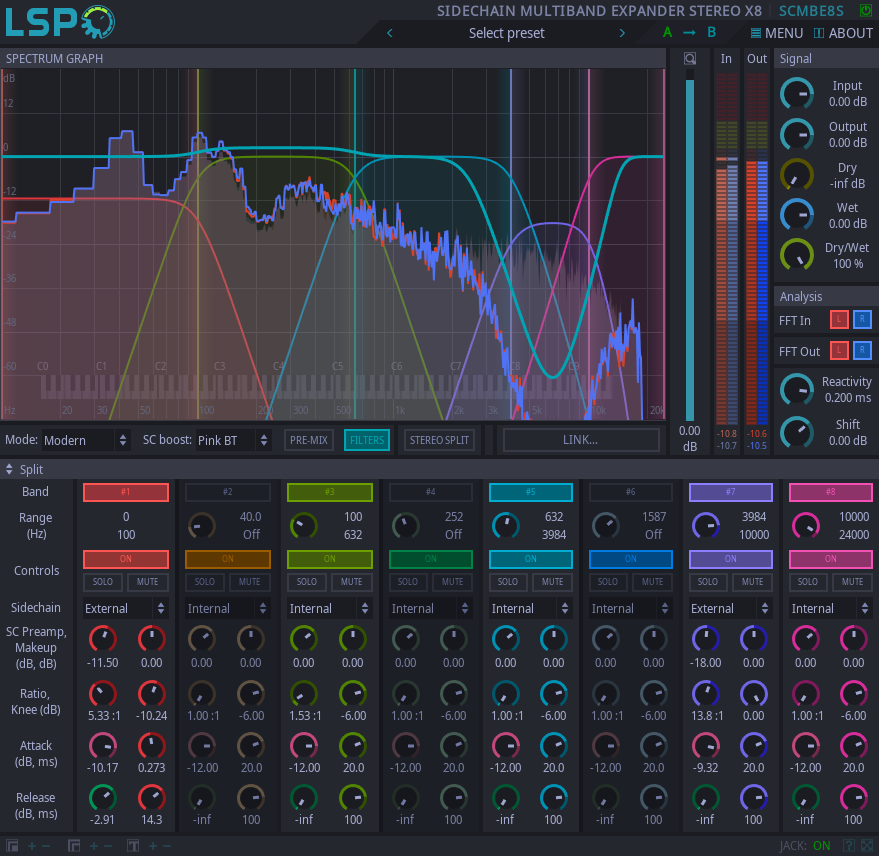 LSP
SIDECHAIN MULTIBAND EXPANDER STEREO X8 SCMBE8S
Select preset A B MENU ABOUT
SPECTRUM GRAPH In Out Signal
dB
12
0
-12
-24
-36
-48
-60
C0 C1 C2 C3 C4 C5 C6 C7 C8 C9
Hz 20 30 50 100 200 300 500 1k 2k 3k 5k 10k 20k
0.00
dB
-10.8 -10.6
-10.7 -10.5
Input
0.00 dB
Output
0.00 dB
Dry
-inf dB
Wet
0.00 dB
Dry/Wet
100 %
Analysis
FFT In L R
FFT Out L R
Reactivity
0.200 ms
Shift
0.00 dB
Mode: Modern SC boost: Pink BT PRE-MIX FILTERS STEREO SPLIT LINK...
Split
Band #1 #2 #3 #4 #5 #6 #7 #8
Range 0 40.0 100 252 632 1587 3984 10000
(Hz) 100 Off 632 Off 3984 Off 10000 24000
Controls ON ON ON ON ON ON ON ON
SOLO MUTE SOLO MUTE SOLO MUTE SOLO MUTE SOLO MUTE SOLO MUTE SOLO MUTE SOLO MUTE
Sidechain External Internal Internal Internal Internal Internal External Internal
SC Preamp,
Makeup
(dB, dB) -11.50 0.00 0.00 0.00 0.00 0.00 0.00 0.00 0.00 0.00 0.00 0.00 -18.00 0.00 0.00 0.00
Ratio,
Knee (dB) 5.33 :1 -10.24 1.00 :1 -6.00 1.53 :1 -6.00 1.00 :1 -6.00 1.00 :1 -6.00 1.00 :1 -6.00 13.8 :1 0.00 1.00 :1 -6.00
Attack
(dB, ms) -10.17 0.273 -12.00 20.0 -12.00 20.0 -12.00 20.0 -12.00 20.0 -12.00 20.0 -9.32 20.0 -12.00 20.0
Release
(dB, ms) -2.91 14.3 -inf 100 -inf 100 -inf 100 -inf 100 -inf 100 -inf 100 -inf 100
JACK: ON